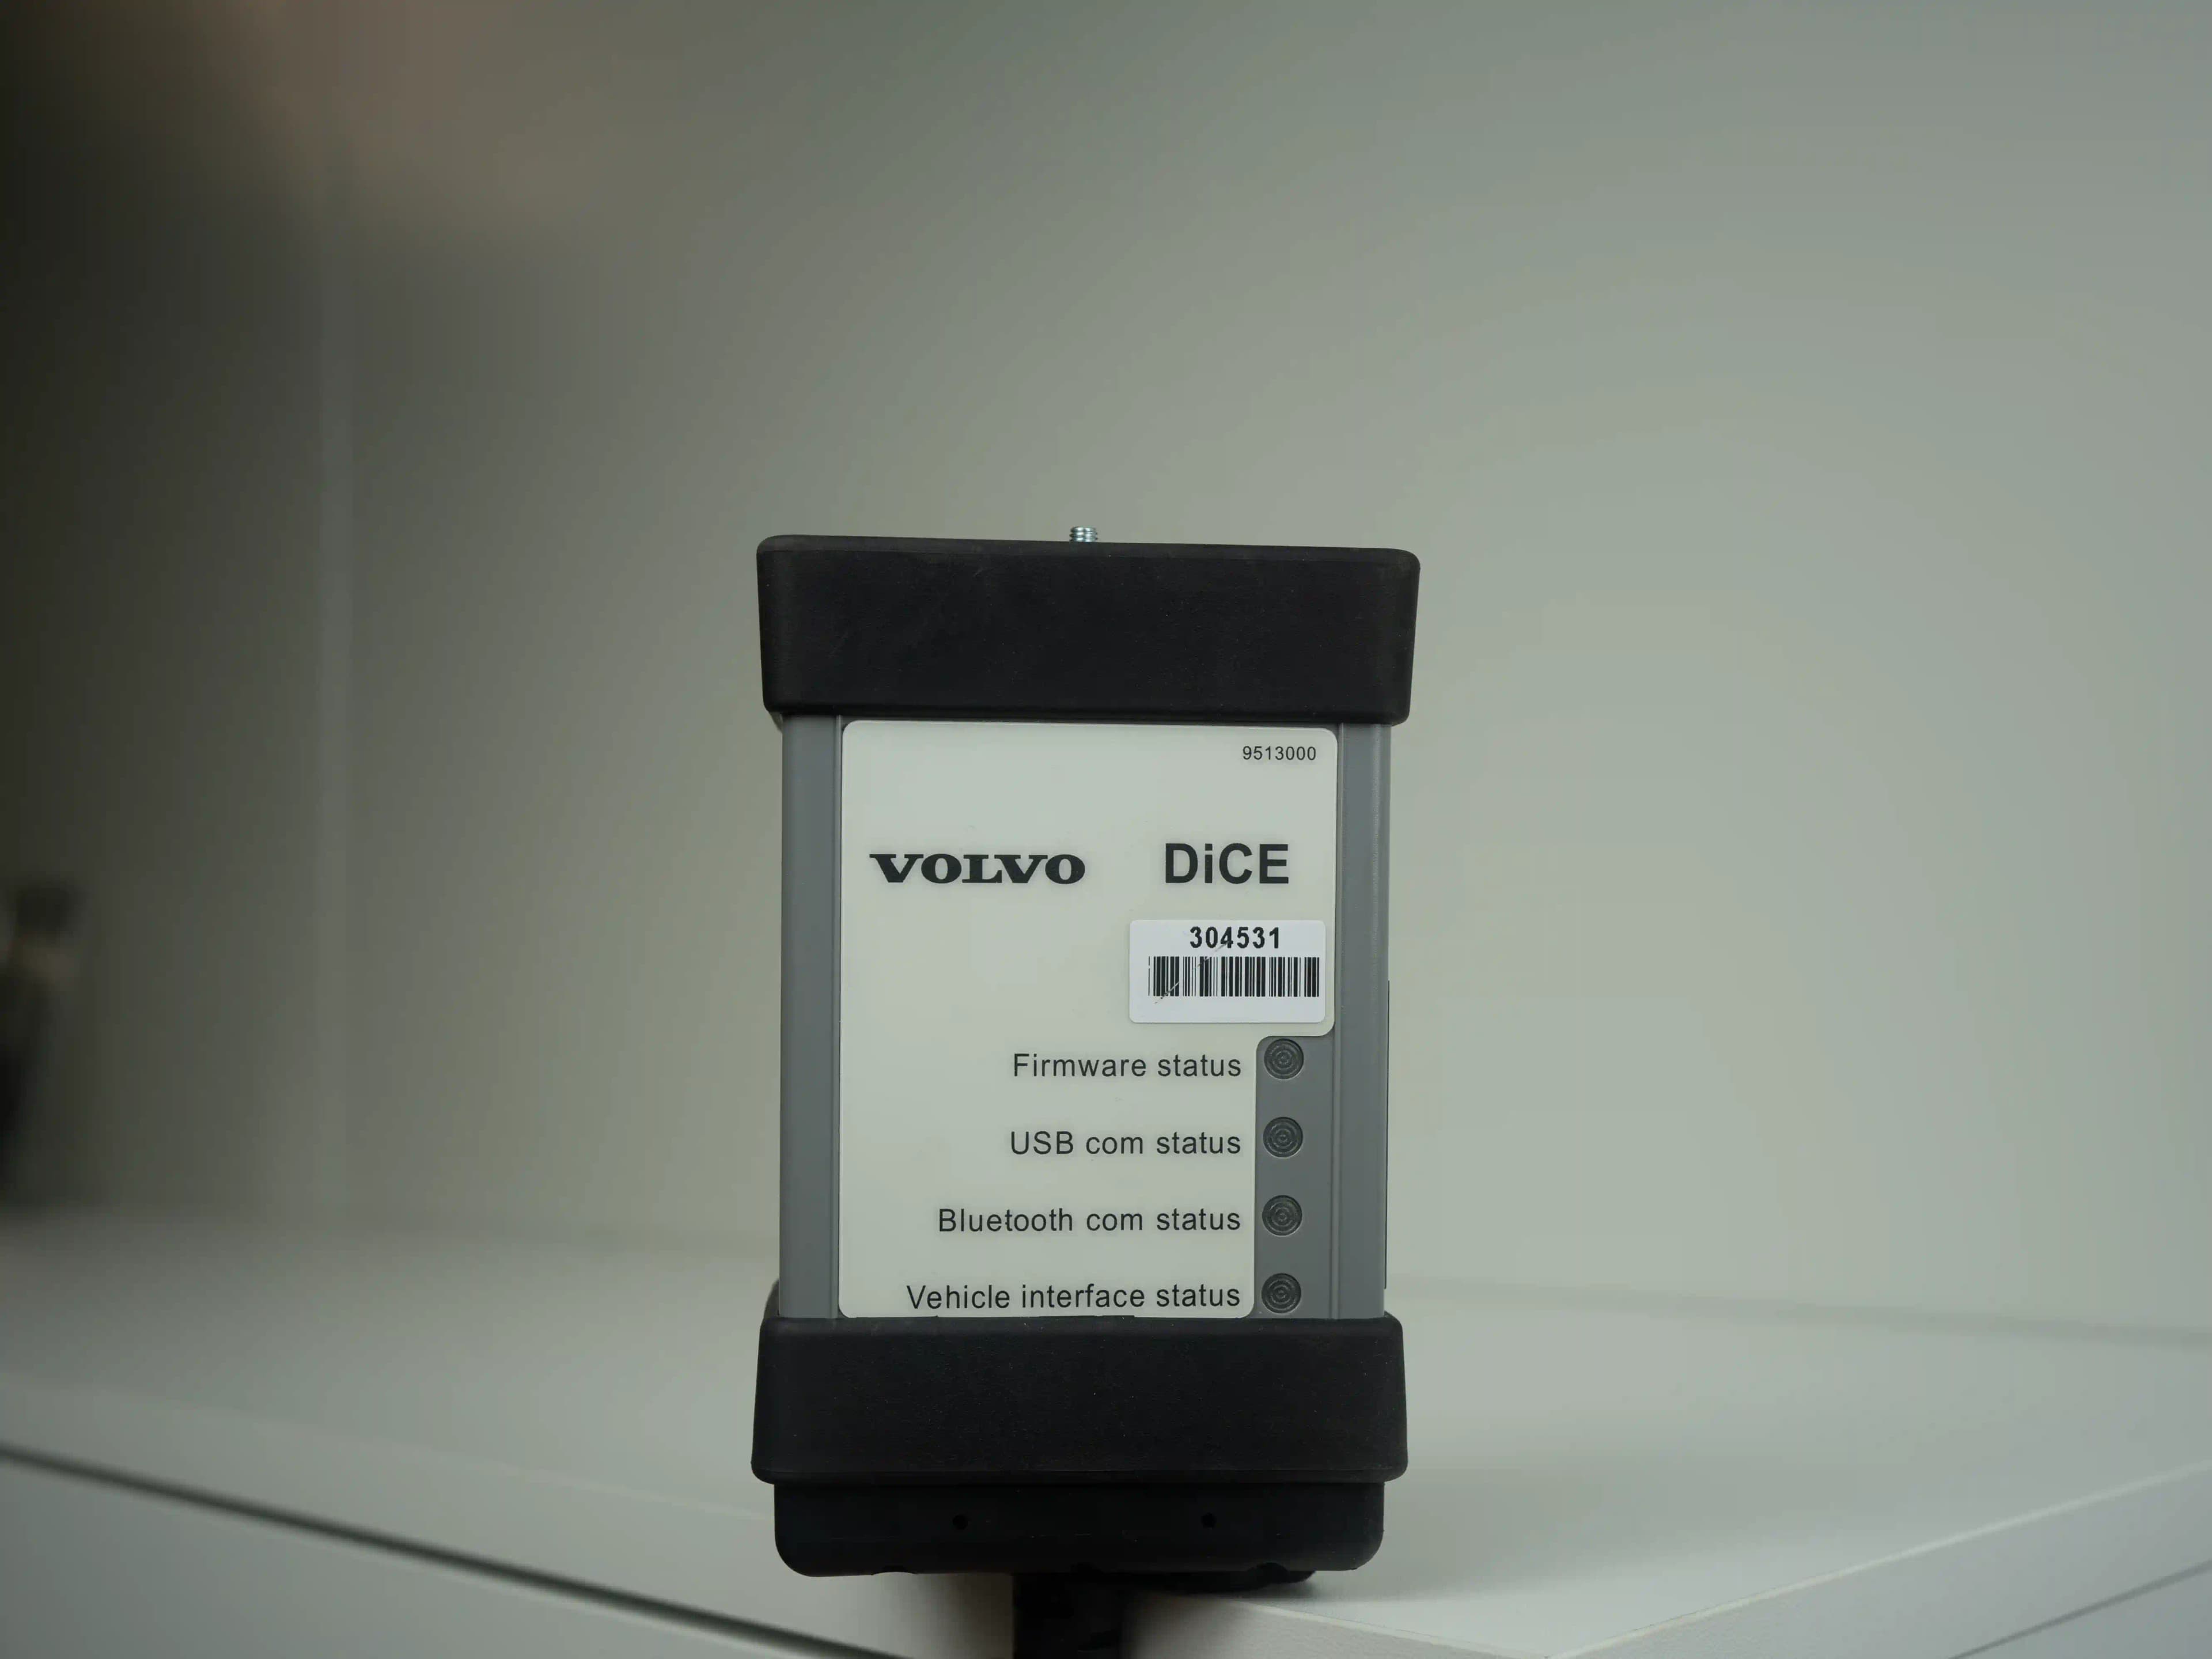 9513000
VOLVO DiCE
304531
Firmware status
USB com status
Bluetooth com status
Vehicle interface status